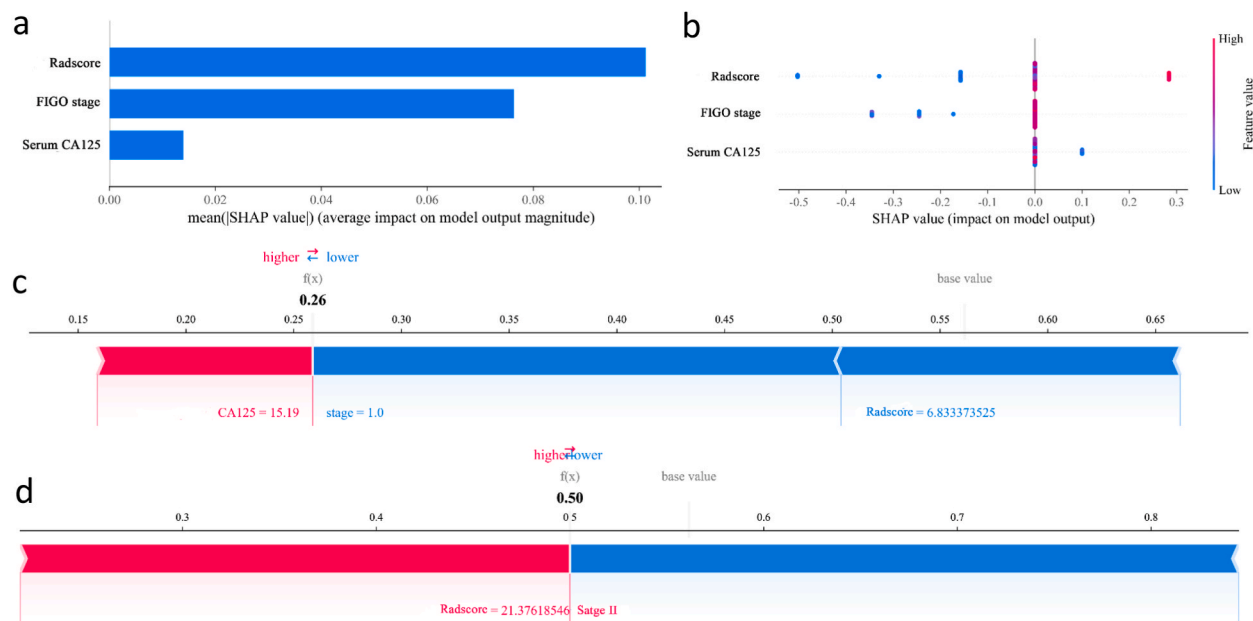 a
Radscore
FIGO stage
Serum CA125
0.00 0.02 0.04 0.06 0.08 0.10
mean(|SHAP value|) (average impact on model output magnitude)
b
High
Radscore
FIGO stage
Serum CA125
Feature value
Low
-0.5 -0.4 -0.3 -0.2 -0.1 0.0 0.1 0.2 0.3
SHAP value (impact on model output)
higher lower
c
f(x) base value
0.26
0.15 0.20 0.25 0.30 0.35 0.40 0.45 0.50 0.55 0.60 0.65
CA125 = 15.19 stage = 1.0 Radscore = 6.833373525
higher lower
d
f(x) base value
0.50
0.3 0.4 0.5 0.6 0.7 0.8
Radscore = 21.37618546 Satge II